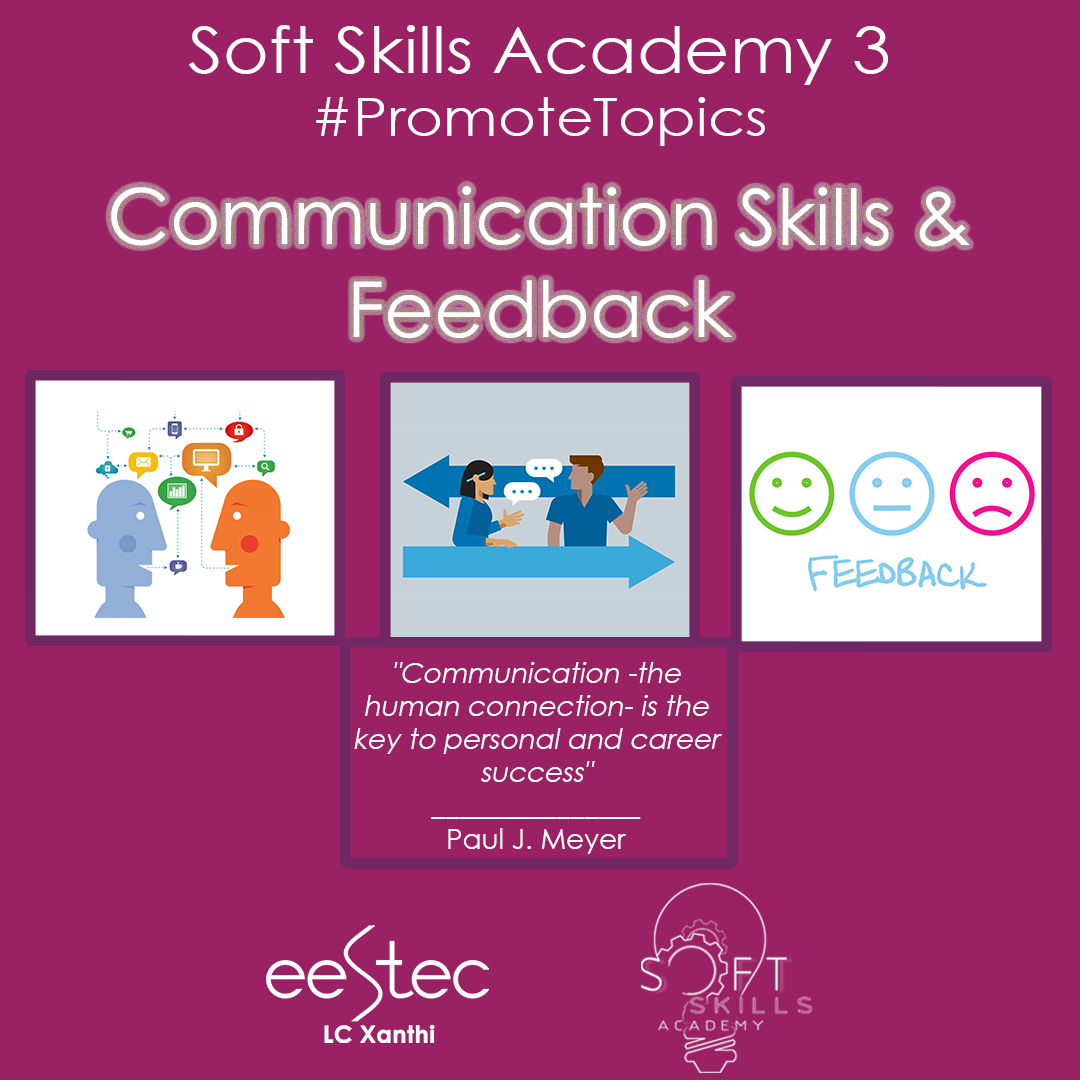 Soft Skills Academy 3
#PromoteTopics
Communication Skills &
Feedback
FEEDBACK
"Communication -the
human connection- is the
key to personal and career
success"
Paul J. Meyer
eestec
LC Xanthi
SOFT
SKILLS
ACADEMY